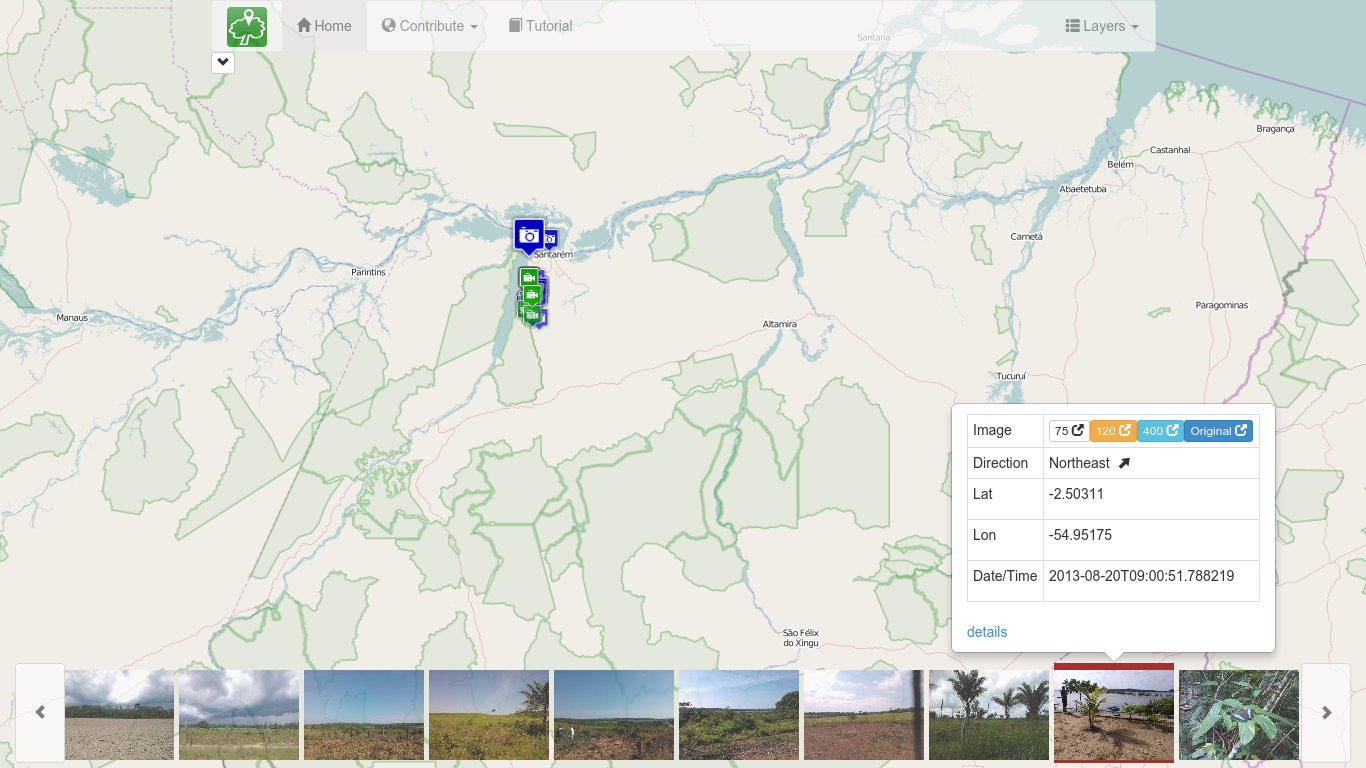 Home
Contribute
Tutorial
Layers
Santana
Bragança
Castanhal
Belém
Abaetetuba
Cametá
Santarém
Parintins
Paragominas
Manaus
Altamira
Tucuruí
Image 75 120 400 Original
Direction Northeast
Lat -2.50311
Lon -54.95175
Date/Time 2013-08-20T09:00:51.788219
details
São Félix
do Xingu